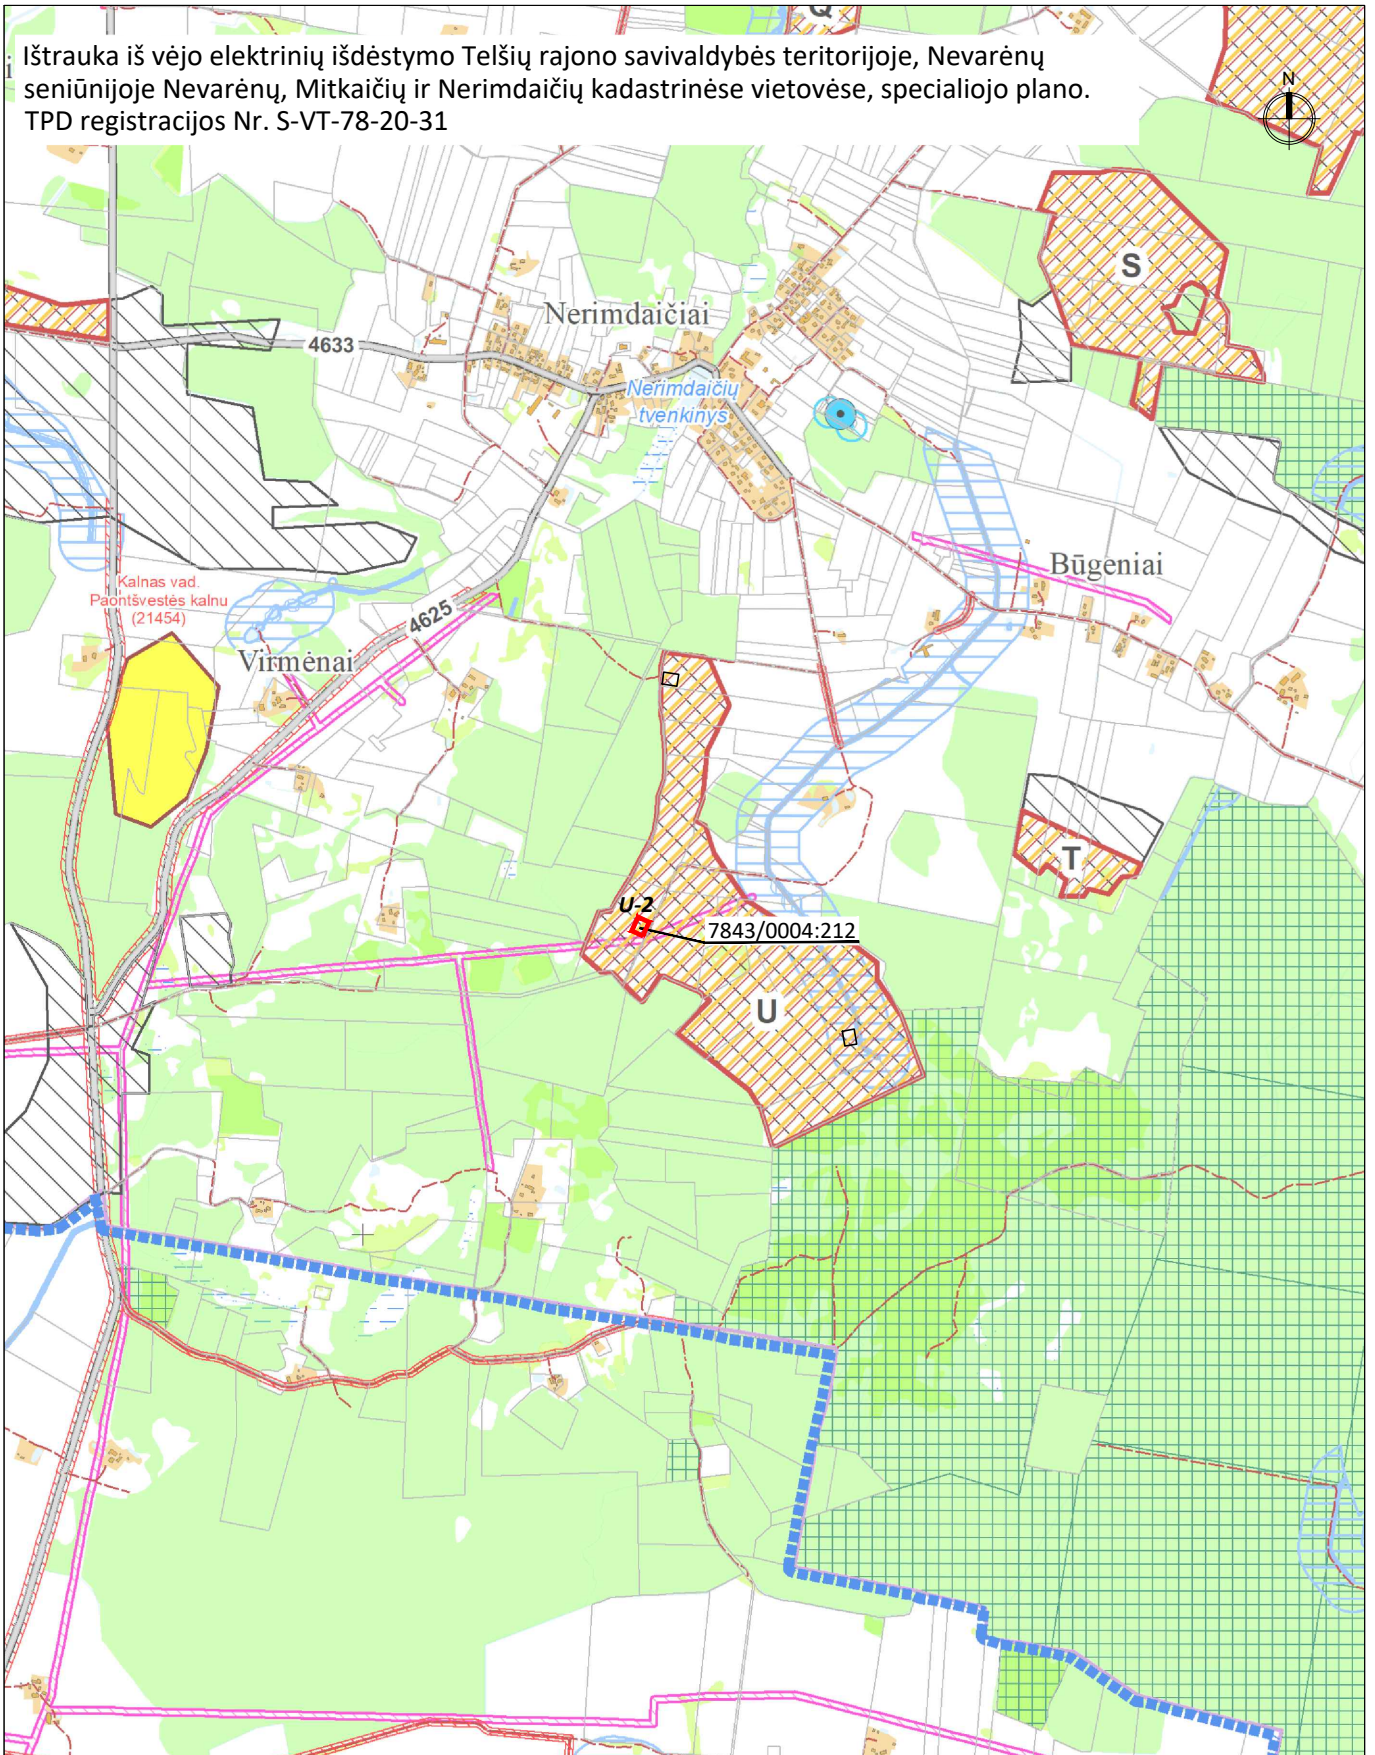 Q
Ištrauka iš vėjo elektrinių išdėstymo Telšių rajono savivaldybės teritorijoje, Nevarėnų
seniūnijoje Nevarėnų, Mitkaičių ir Nerimdaičių kadastrinėse vietovėse, specialiojo plano.
TPD registracijos Nr. S-VT-78-20-31
N
S
Nerimdaičiai
4633
Nerimdaičių
tvenkinys
Būgeniai
Kalnas vad.
Paontšvestės kalnu
(21454)
4625
Virmėnai
T
U-2
7843/0004:212
U